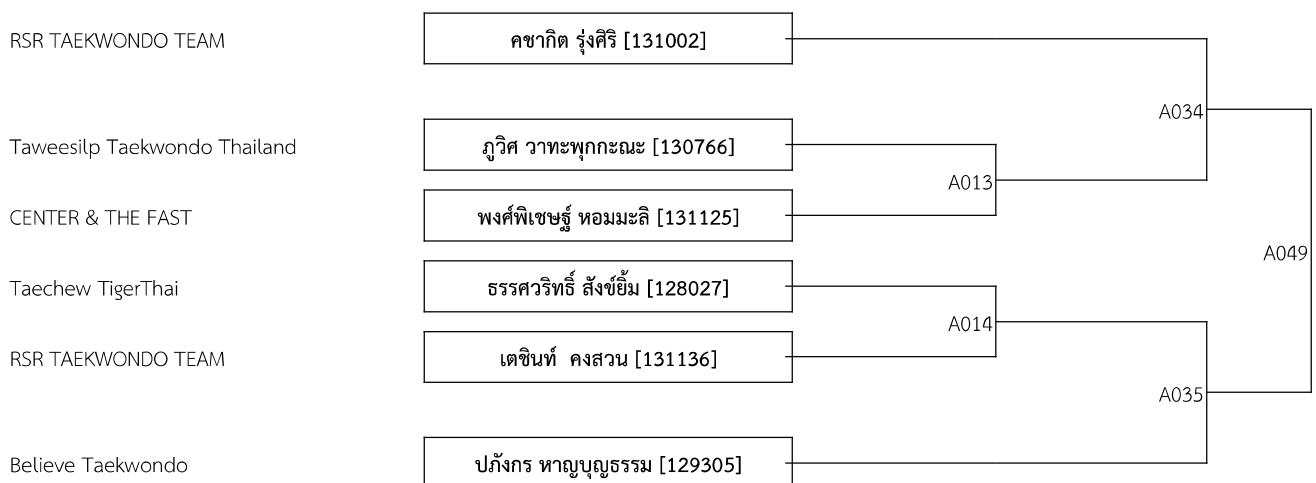 RSR TAEKWONDO TEAM
คชากิต รุ่งศิริ [131002]
A034
Taweesilp Taekwondo Thailand
ภูวิศ วาทะพุกกะณะ [130766]
A013
CENTER & THE FAST
พงศ์พิเชษฐ์ หอมมะลิ [131125]
A049
Taechew TigerThai
ธรรศวริทธิ์ สังข์ยิ้ม [128027]
A014
RSR TAEKWONDO TEAM
เตชินท์  คงสวน [131136]
A035
Believe Taekwondo
ปภังกร หาญบุญธรรม [129305]